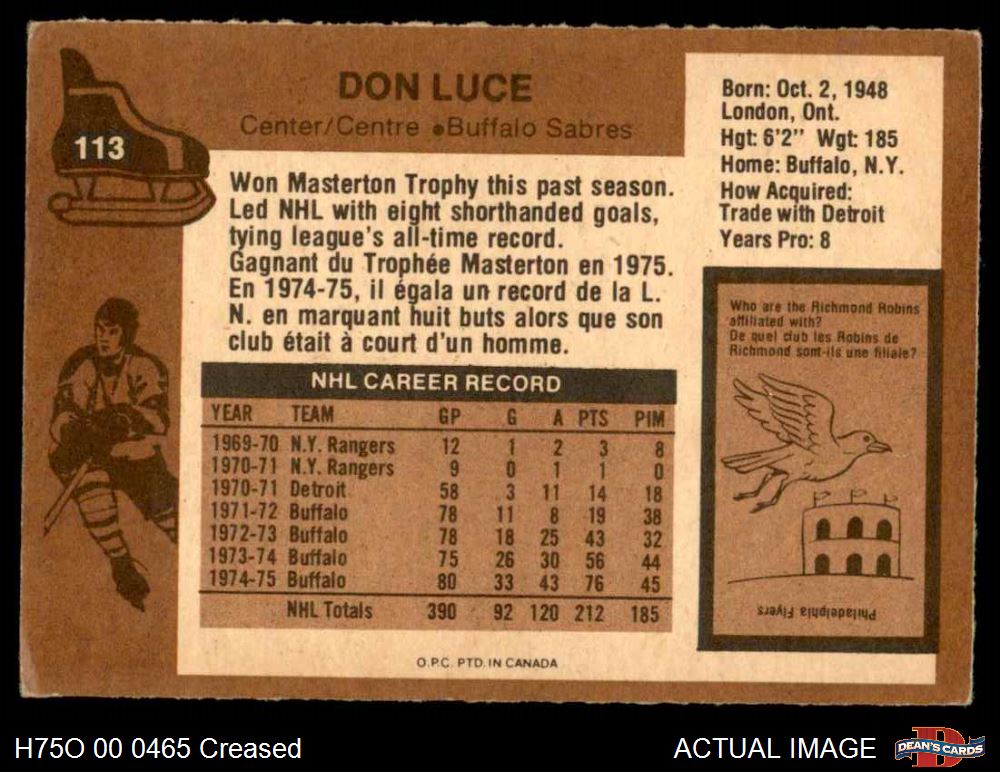 113
DON LUCE
Center/Centre •Buffalo Sabres
Born: Oct. 2, 1948
London, Ont.
Hgt: 6'2" Wgt: 185
Home: Buffalo, N.Y.
How Acquired:
Trade with Detroit
Years Pro: 8
Won Masterton Trophy this past season.
Led NHL with eight shorthanded goals,
tying league's all-time record.
Gagnant du Trophée Masterton en 1975.
En 1974-75, il égala un record de la L.
N. en marquant huit buts alors que son
club était à court d'un homme.
NHL CAREER RECORD
YEAR TEAM GP G A PTS PIM
1969-70 N.Y. Rangers 12 1 2 3 8
1970-71 N.Y. Rangers 9 0 1 1 0
1970-71 Detroit 58 3 11 14 18
1971-72 Buffalo 78 11 8 19 38
1972-73 Buffalo 78 18 25 43 32
1973-74 Buffalo 75 26 30 56 44
1974-75 Buffalo 80 33 43 76 45
NHL Totals 390 92 120 212 185
Who are the Richmond Robins
affiliated with?
De quel club les Robins de
Richmond sont-ils une filiale?
Philadelphia Flyers
O.P.C. PTD. IN CANADA
H75O 00 0465 Creased
ACTUAL IMAGE
DEAN'S CARDS